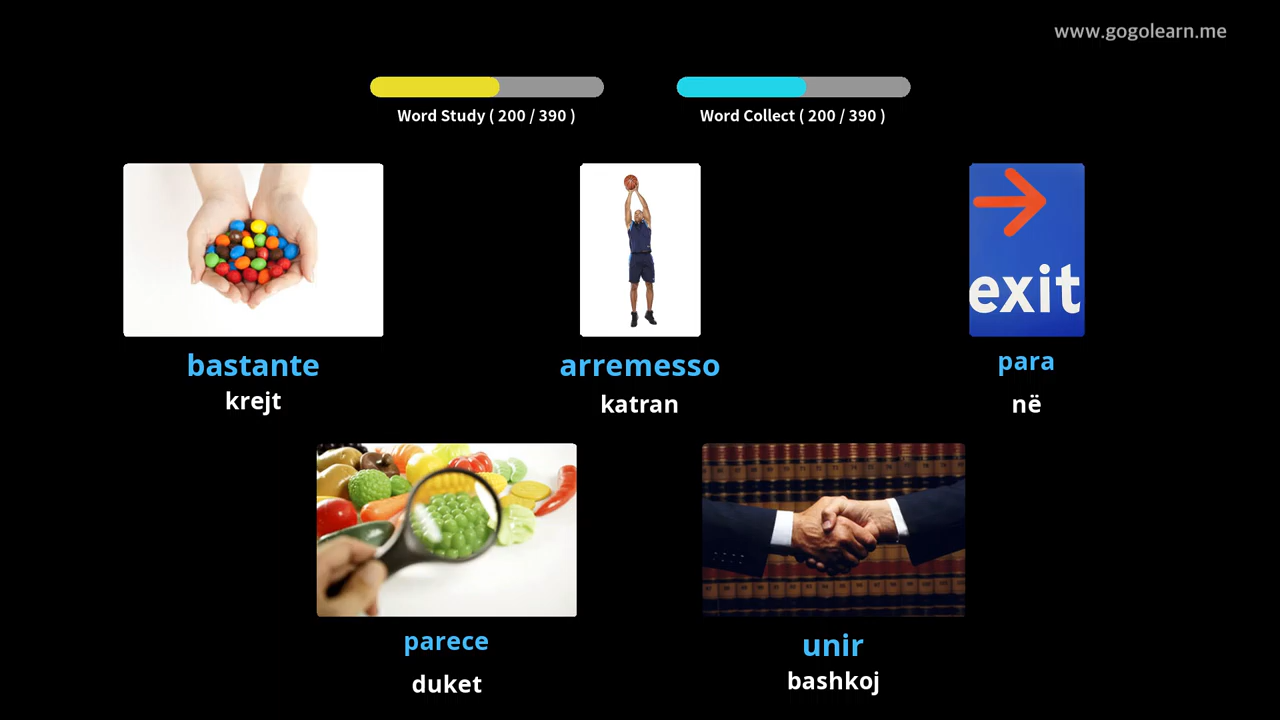 www.gogolearn.me
Word Study ( 200 / 390 )
Word Collect ( 200 / 390 )
exit
bastante
krejt
arremesso
katran
para
në
parece
duket
unir
bashkoj